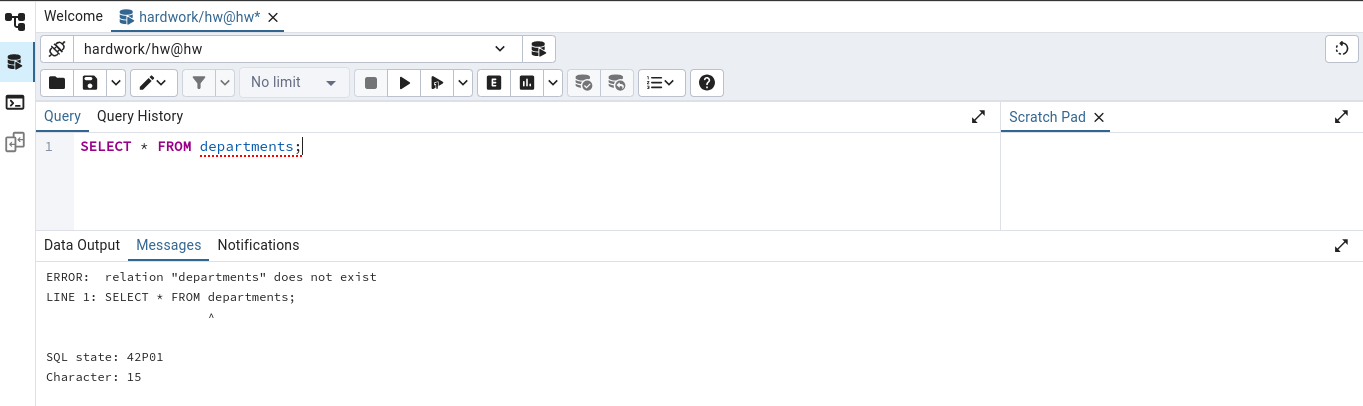 Welcome
hardwork/hw@hw*
hardwork/hw@hw
No limit
E
Query
Query History
Scratch Pad
1
SELECT * FROM departments;
Data Output
Messages
Notifications
ERROR:  relation "departments" does not exist
LINE 1: SELECT * FROM departments;
^
SQL state: 42P01
Character: 15